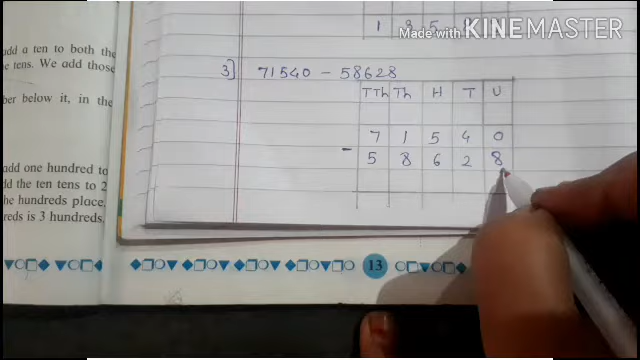 1 3 5
Made with KINEMASTER
add a ten to both the
tens. We add those
ber below it, in the
3] 71540 - 58628
TTh Th H T U
7 1 5 4 0
- 5 8 6 2 8
add one hundred to
dd the ten tens to 2
he hundreds place.
reds is 3 hundreds.
13